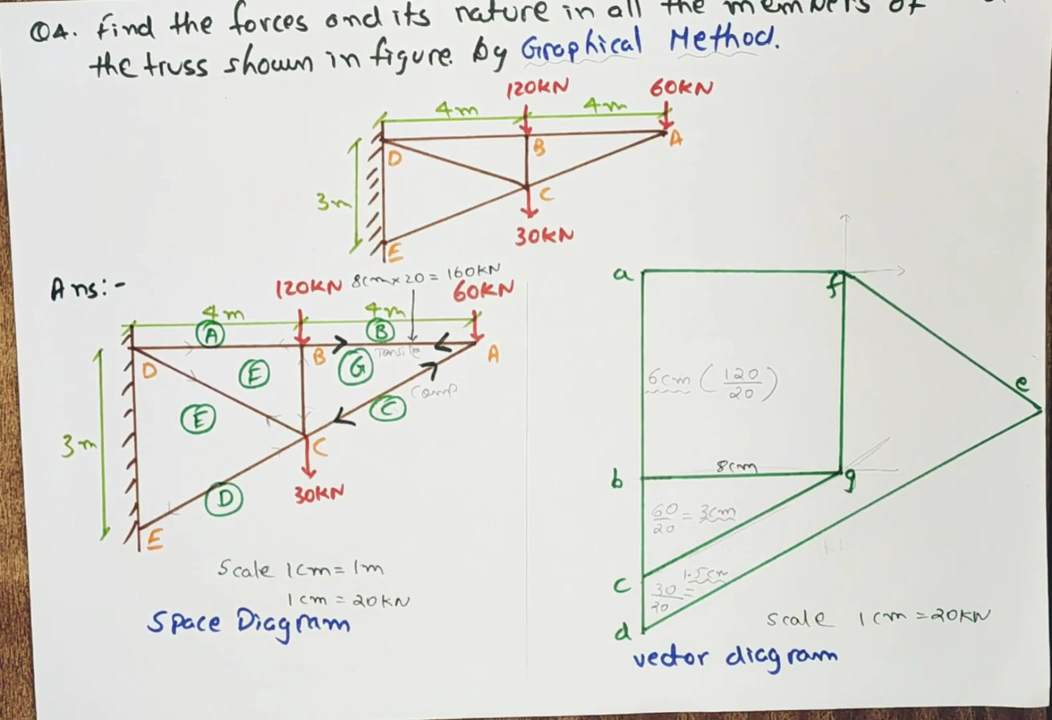 Q4. Find the forces and its nature in all the members of
the truss shown in figure by Graphical Method.
120KN 60KN
4m 4m
D B A
3m
C
30KN
E
Ans:- 8cm×20 = 160KN
120KN 60KN
4m 4m
A B
D B Tensile A
E G
Comp
E C
3m
C
D 30KN
E
Scale 1cm=1m
1cm = 20KN
Space Diagram
a f
6cm (120/20)
e
8cm
b g
60/20 = 3cm
c 1.5cm
30/20 =
d
scale 1cm =20KN
vector diagram